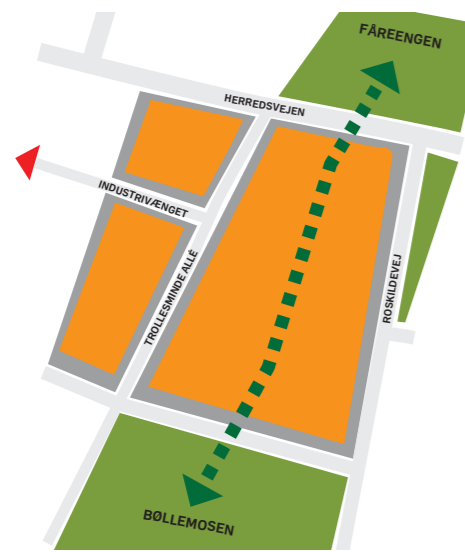 FÅREENGEN
HERREDSVEJEN
INDUSTRIVÆNGET
TROLLESMINDE ALLÉ
ROSKILDEVEJ
BØLLEMOSEN